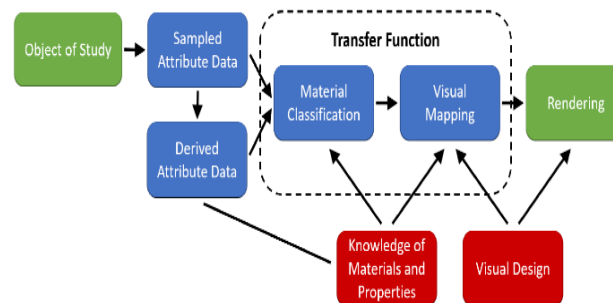 Object of Study
Sampled
Attribute Data
Derived
Attribute Data
Transfer Function
Material
Classification
Visual
Mapping
Rendering
Knowledge of
Materials and
Properties
Visual Design